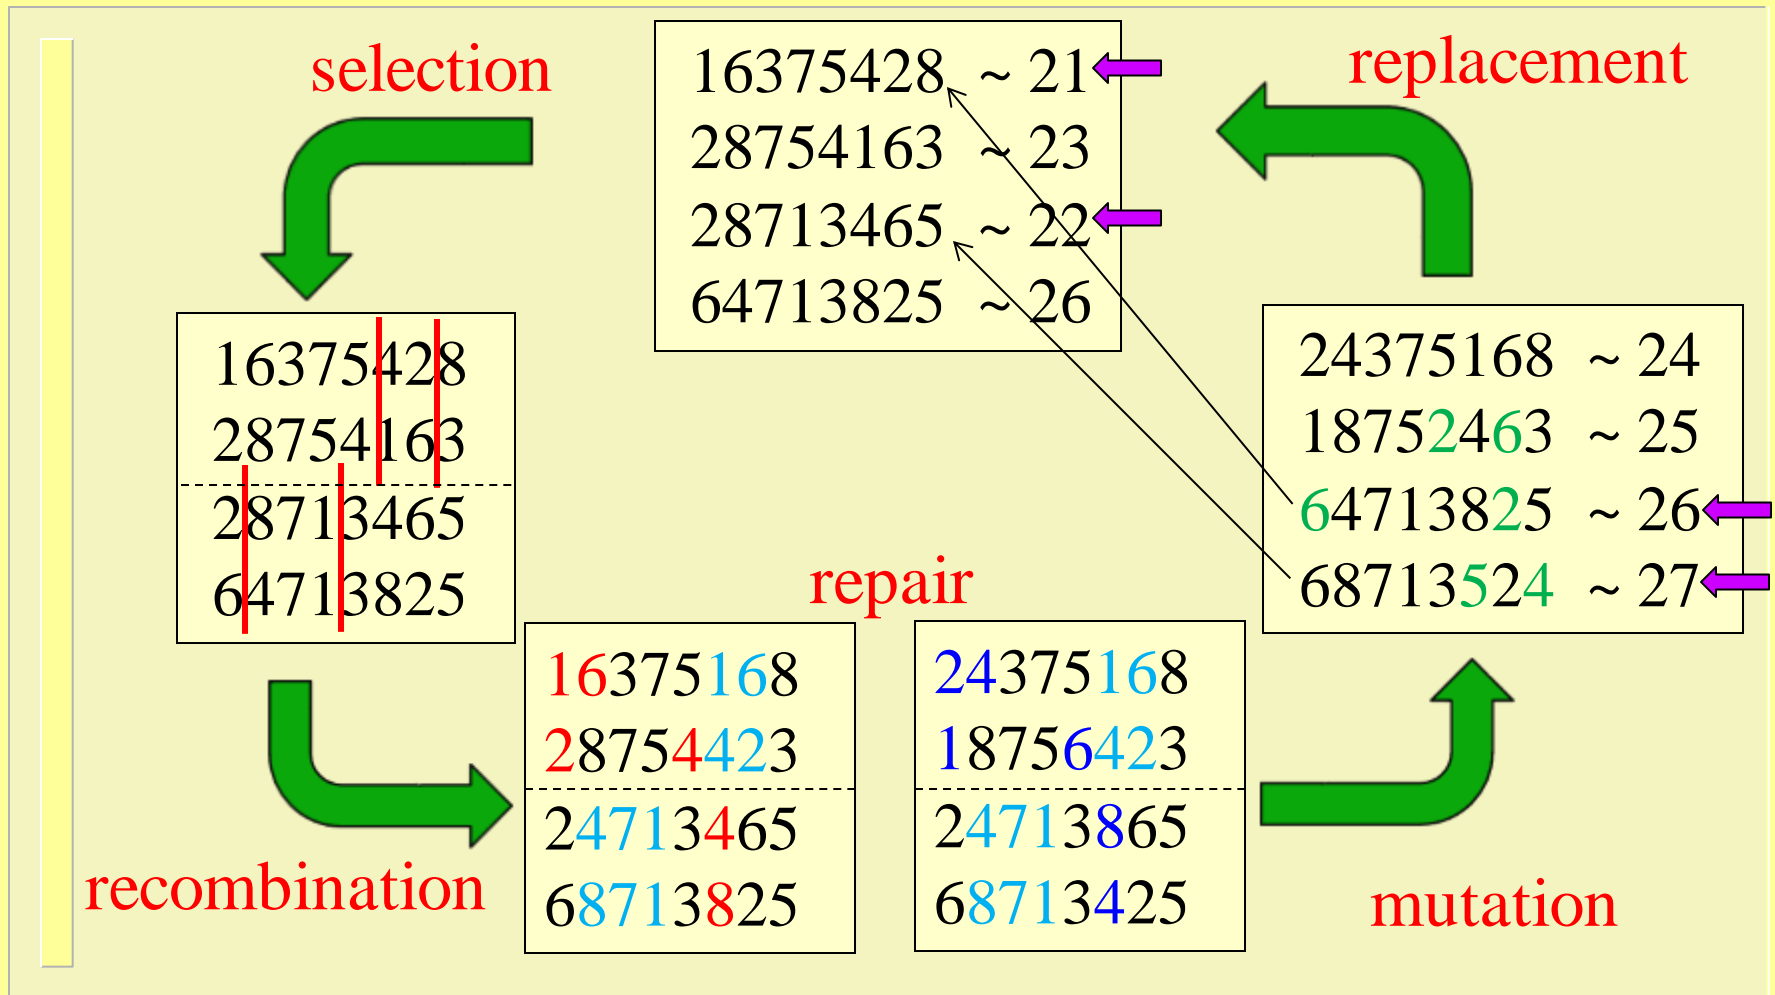 selection
16375428 ~ 21
28754163 ~ 23
28713465 ~ 22
64713825 ~ 26
replacement
16375428
28754163
28713465
64713825
24375168 ~ 24
18752463 ~ 25
64713825 ~ 26
68713524 ~ 27
repair
16375168
28754423
24713465
68713825
24375168
18756423
24713865
68713425
recombination
mutation